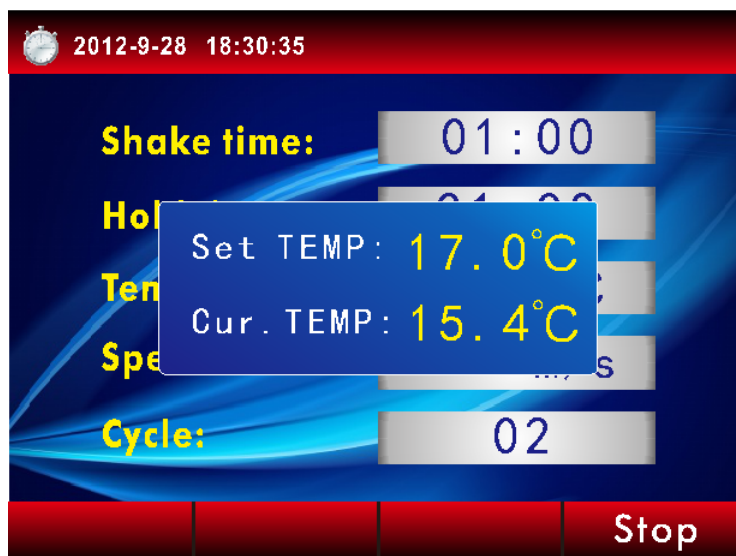 2012-9-28 18:30:35
Shake time: 01:00
Set TEMP: 17.0°C
Cur. TEMP: 15.4°C
Cycle: 02
Stop